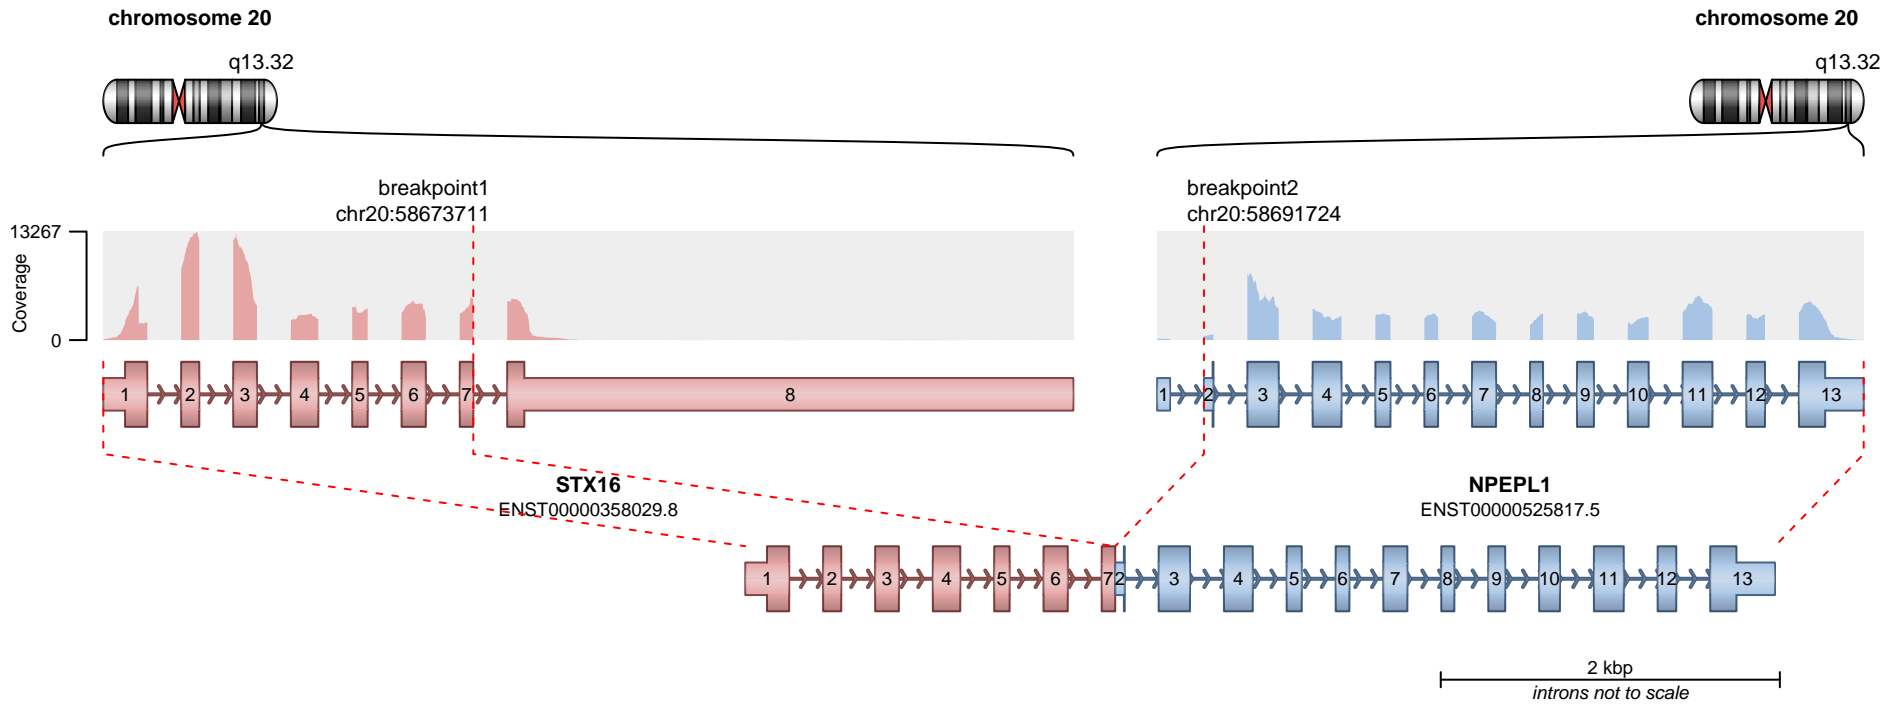 chromosome 20
chromosome 20
q13.32
q13.32
breakpoint1
chr20:58673711
breakpoint2
chr20:58691724
13267
Coverage
0
1 2 3 4 5 6 7 8
1 2 3 4 5 6 7 8 9 10 11 12 13
STX16
ENST00000358029.8
NPEPL1
ENST00000525817.5
1 2 3 4 5 6 7 2 3 4 5 6 7 8 9 10 11 12 13
2 kbp
introns not to scale